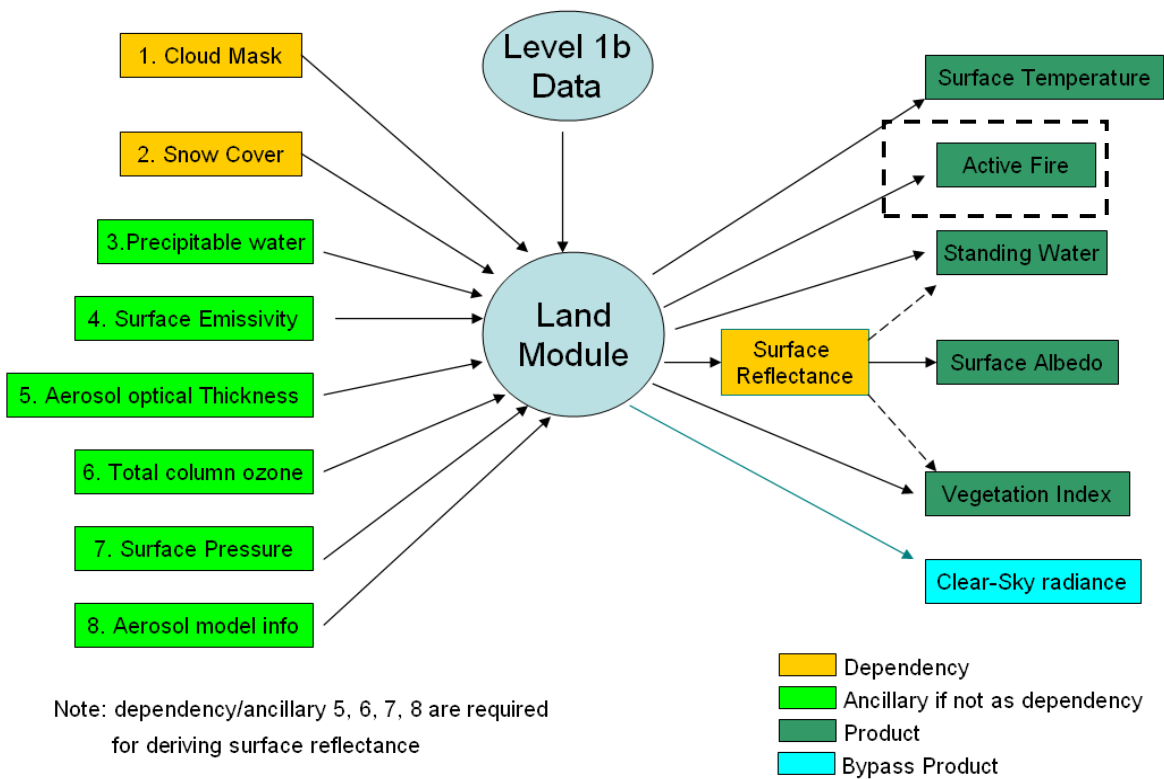 Level 1b
Data
1. Cloud Mask
2. Snow Cover
3.Precipitable water
4. Surface Emissivity
5. Aerosol optical Thickness
6. Total column ozone
7. Surface Pressure
8. Aerosol model info
Land
Module
Surface
Reflectance
Surface Temperature
Active Fire
Standing Water
Surface Albedo
Vegetation Index
Clear-Sky radiance
Note: dependency/ancillary 5, 6, 7, 8 are required
for deriving surface reflectance
Dependency
Ancillary if not as dependency
Product
Bypass Product